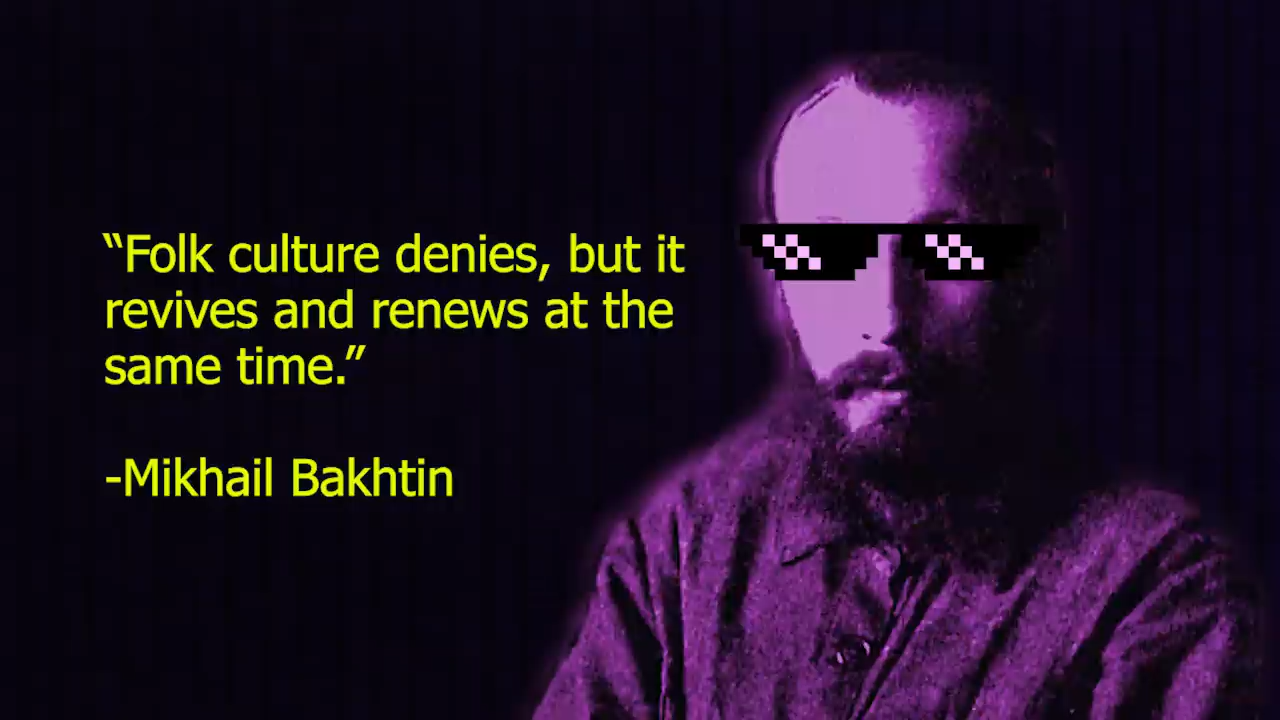 “Folk culture denies, but it
revives and renews at the
same time.”
-Mikhail Bakhtin